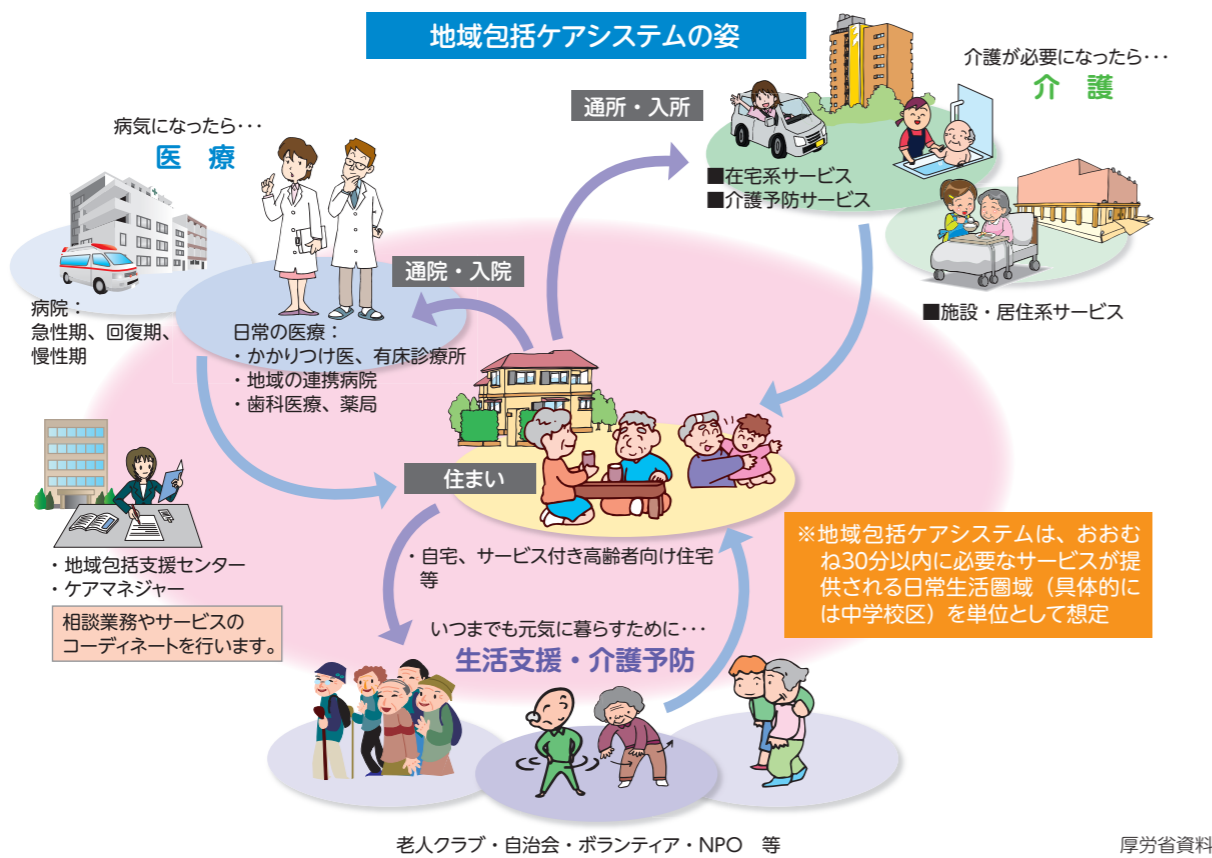 地域包括ケアシステムの姿
介護が必要になったら･･･
介　護
通所・入所
■在宅系サービス
■介護予防サービス
■施設・居住系サービス
病気になったら･･･
医　療
通院・入院
病院：
急性期、回復期、
慢性期
日常の医療：
・かかりつけ医、有床診療所
・地域の連携病院
・歯科医療、薬局
住まい
・自宅、サービス付き高齢者向け住宅
等
・地域包括支援センター
・ケアマネジャー
相談業務やサービスの
コーディネートを行います。
※地域包括ケアシステムは、おおむ
ね30分以内に必要なサービスが提
供される日常生活圏域（具体的に
は中学校区）を単位として想定
いつまでも元気に暮らすために･･･
生活支援・介護予防
老人クラブ・自治会・ボランティア・NPO　等
厚労省資料